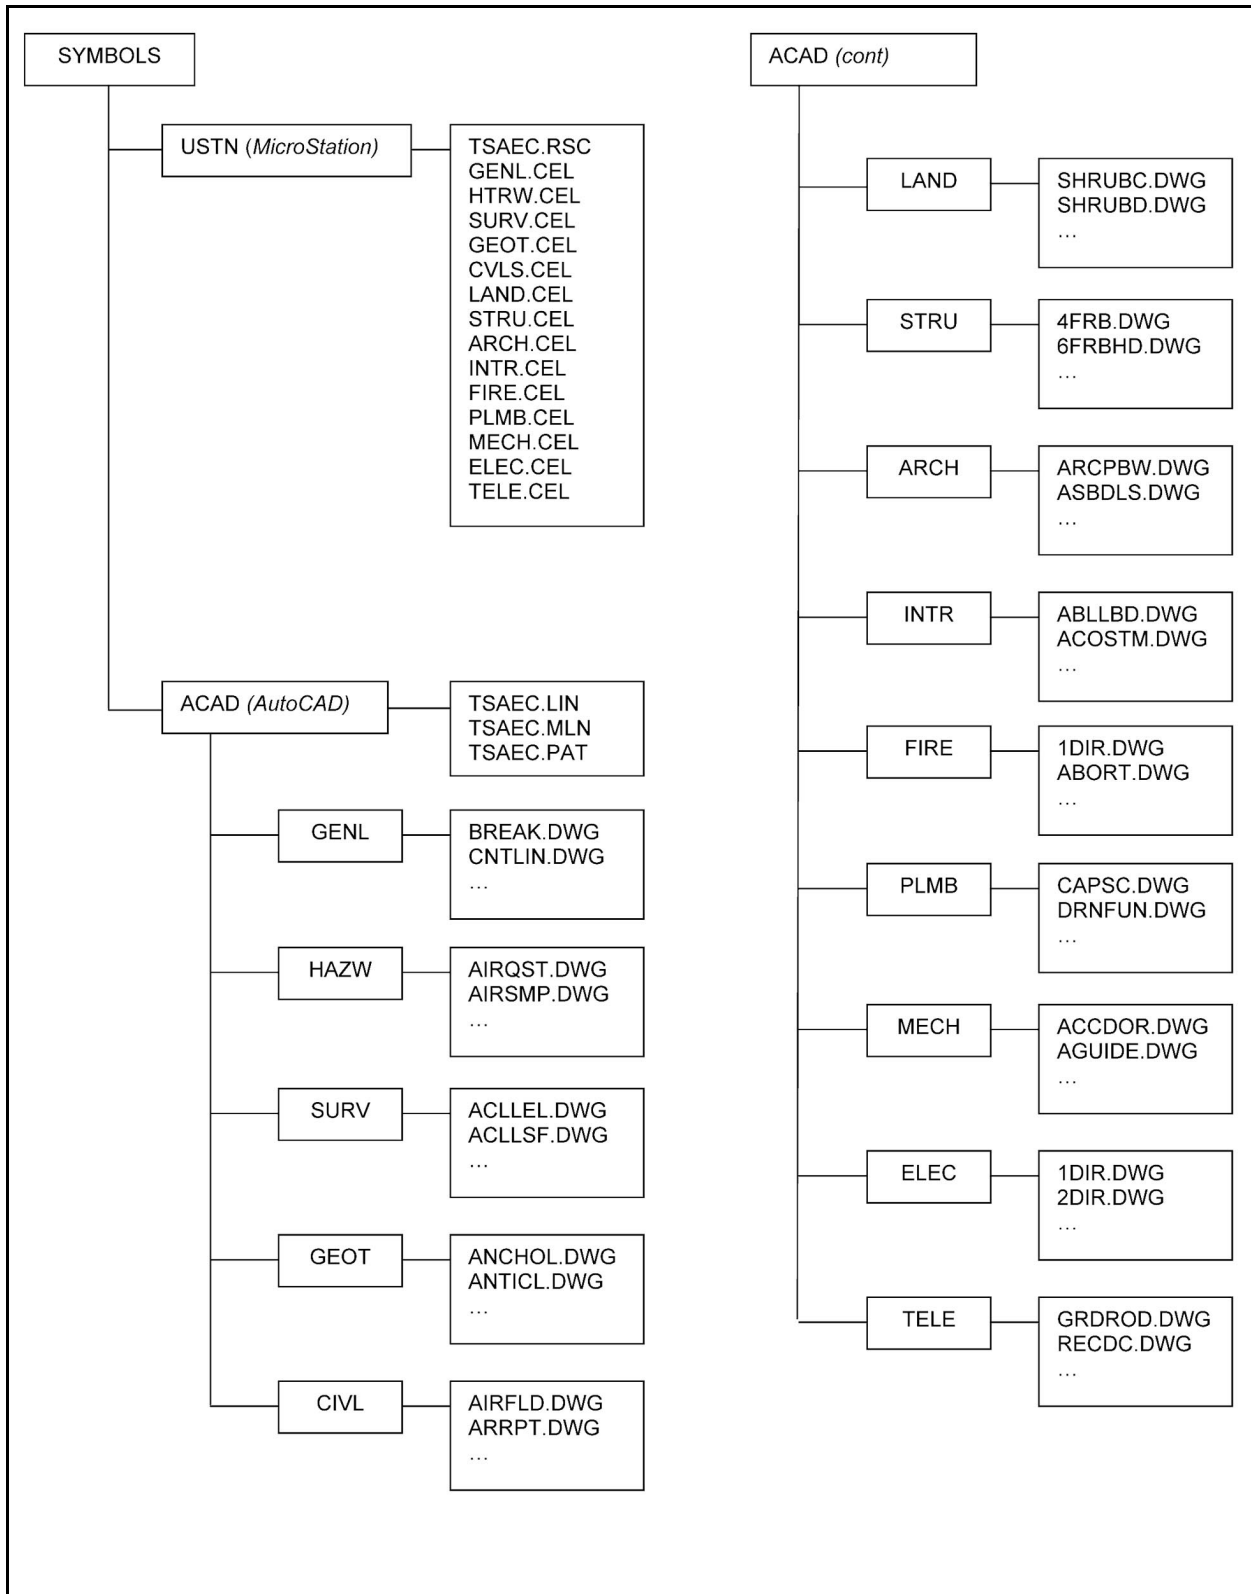 SYMBOLS
USTN (MicroStation)
TSAEC.RSC
GENL.CEL
HTRW.CEL
SURV.CEL
GEOT.CEL
CVLS.CEL
LAND.CEL
STRU.CEL
ARCH.CEL
INTR.CEL
FIRE.CEL
PLMB.CEL
MECH.CEL
ELEC.CEL
TELE.CEL
ACAD (AutoCAD)
TSAEC.LIN
TSAEC.MLN
TSAEC.PAT
GENL
BREAK.DWG
CNTLIN.DWG
…
HAZW
AIRQST.DWG
AIRSMP.DWG
…
SURV
ACLLEL.DWG
ACLLSF.DWG
…
GEOT
ANCHOL.DWG
ANTICL.DWG
…
CIVL
AIRFLD.DWG
ARRPT.DWG
…
ACAD (cont)
LAND
SHRUBC.DWG
SHRUBD.DWG
…
STRU
4FRB.DWG
6FRBHD.DWG
…
ARCH
ARCPBW.DWG
ASBDLS.DWG
…
INTR
ABLLBD.DWG
ACOSTM.DWG
…
FIRE
1DIR.DWG
ABORT.DWG
…
PLMB
CAPSC.DWG
DRNFUN.DWG
…
MECH
ACCDOR.DWG
AGUIDE.DWG
…
ELEC
1DIR.DWG
2DIR.DWG
…
TELE
GRDROD.DWG
RECDC.DWG
…